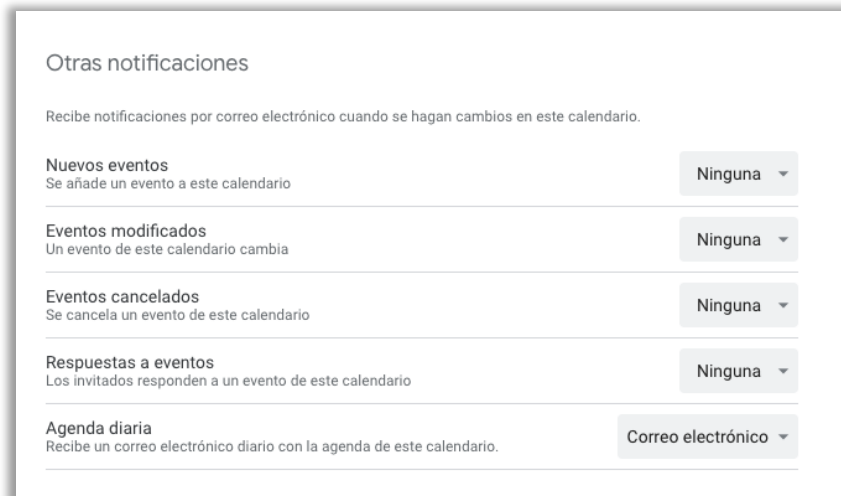 Otras notificaciones
Recibe notificaciones por correo electrónico cuando se hagan cambios en este calendario.
Nuevos eventos
Se añade un evento a este calendario
Ninguna
Eventos modificados
Un evento de este calendario cambia
Ninguna
Eventos cancelados
Se cancela un evento de este calendario
Ninguna
Respuestas a eventos
Los invitados responden a un evento de este calendario
Ninguna
Agenda diaria
Recibe un correo electrónico diario con la agenda de este calendario.
Correo electrónico